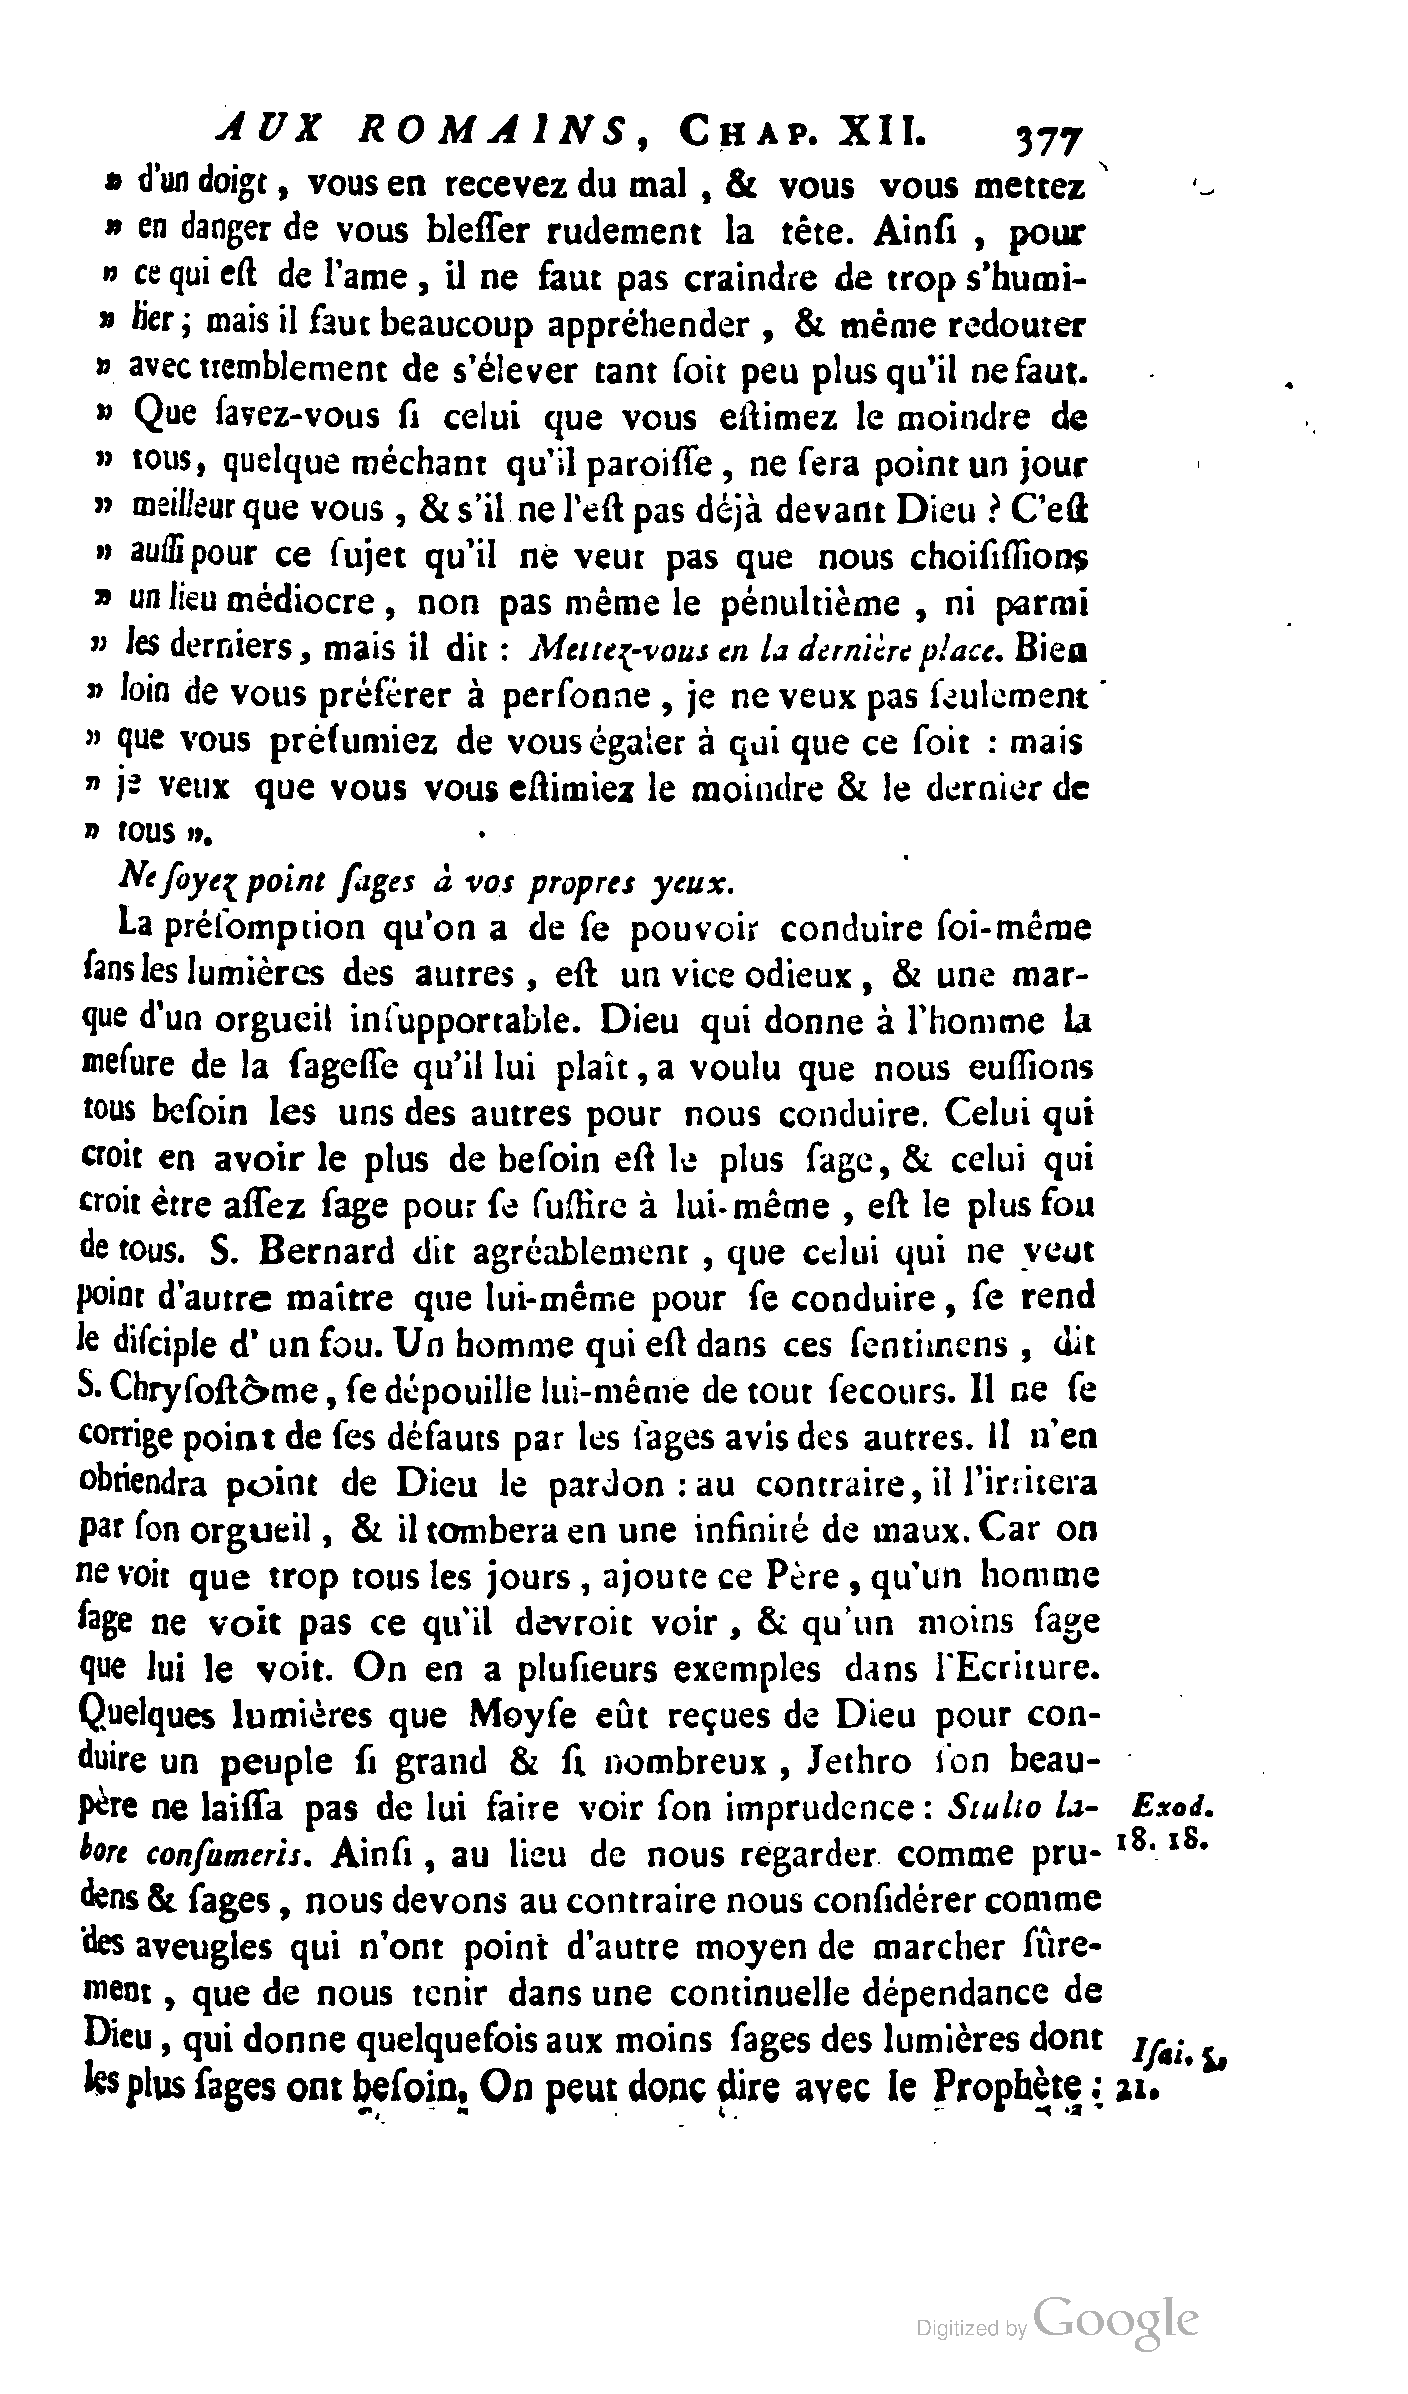 AUX ROMAINS, CHAP. XII. 377
» d'un doigt, vous en recevez du mal, & vous vous mettez
» en danger de vous bleſſer rudement la tête. Ainſi, pour
» ce qui eſt de l'ame, il ne faut pas craindre de trop s'humi-
» lier; mais il faut beaucoup appréhender, & même redouter
» avec tremblement de s'élever tant ſoit peu plus qu'il ne faut.
» Que ſavez-vous ſi celui que vous eſtimez le moindre de
» tous, quelque méchant qu'il paroiſſe, ne ſera point un jour
» meilleur que vous, & s'il ne l'eſt pas déjà devant Dieu ? C'eſt
» auſſi pour ce ſujet qu'il ne veut pas que nous choiſiſſions
» un lieu médiocre, non pas même le pénultième, ni parmi
» les derniers, mais il dit : Mettez-vous en la dernière place. Bien
» loin de vous préférer à perſonne, je ne veux pas ſeulement
» que vous préſumiez de vous égaler à qui que ce ſoit : mais
» je veux que vous vous eſtimiez le moindre & le dernier de
» tous ».
Ne ſoyez point ſages à vos propres yeux.
La préſomption qu'on a de ſe pouvoir conduire ſoi-même
ſans les lumières des autres, eſt un vice odieux, & une mar-
que d'un orgueil inſupportable. Dieu qui donne à l'homme la
meſure de la ſageſſe qu'il lui plaît, a voulu que nous euſſions
tous beſoin les uns des autres pour nous conduire. Celui qui
croit en avoir le plus de beſoin eſt le plus ſage, & celui qui
croit être aſſez ſage pour ſe ſuffire à lui-même, eſt le plus fou
de tous. S. Bernard dit agréablement, que celui qui ne veut
point d'autre maître que lui-même pour ſe conduire, ſe rend
le diſciple d' un fou. Un homme qui eſt dans ces ſentimens, dit
S. Chryſoſtôme, ſe dépouille lui-même de tout ſecours. Il ne ſe
corrige point de ſes défauts par les ſages avis des autres. Il n'en
obtiendra point de Dieu le pardon : au contraire, il l'irritera
par ſon orgueil, & il tombera en une infinité de maux. Car on
ne voit que trop tous les jours, ajoute ce Père, qu'un homme
ſage ne voit pas ce qu'il devroit voir, & qu'un moins ſage
que lui le voit. On en a pluſieurs exemples dans l'Ecriture.
Quelques lumières que Moyſe eût reçues de Dieu pour con-
duire un peuple ſi grand & ſi nombreux, Jethro ſon beau-
père ne laiſſa pas de lui faire voir ſon imprudence : Stulto la- Exod.
bore conſumeris. Ainſi, au lieu de nous regarder comme pru- 18. 18.
dens & ſages, nous devons au contraire nous conſidérer comme
des aveugles qui n'ont point d'autre moyen de marcher ſûre-
ment, que de nous tenir dans une continuelle dépendance de
Dieu, qui donne quelquefois aux moins ſages des lumières dont Iſai. 5.
les plus ſages ont beſoin. On peut donc dire avec le Prophète : 21.
Digitized by Google